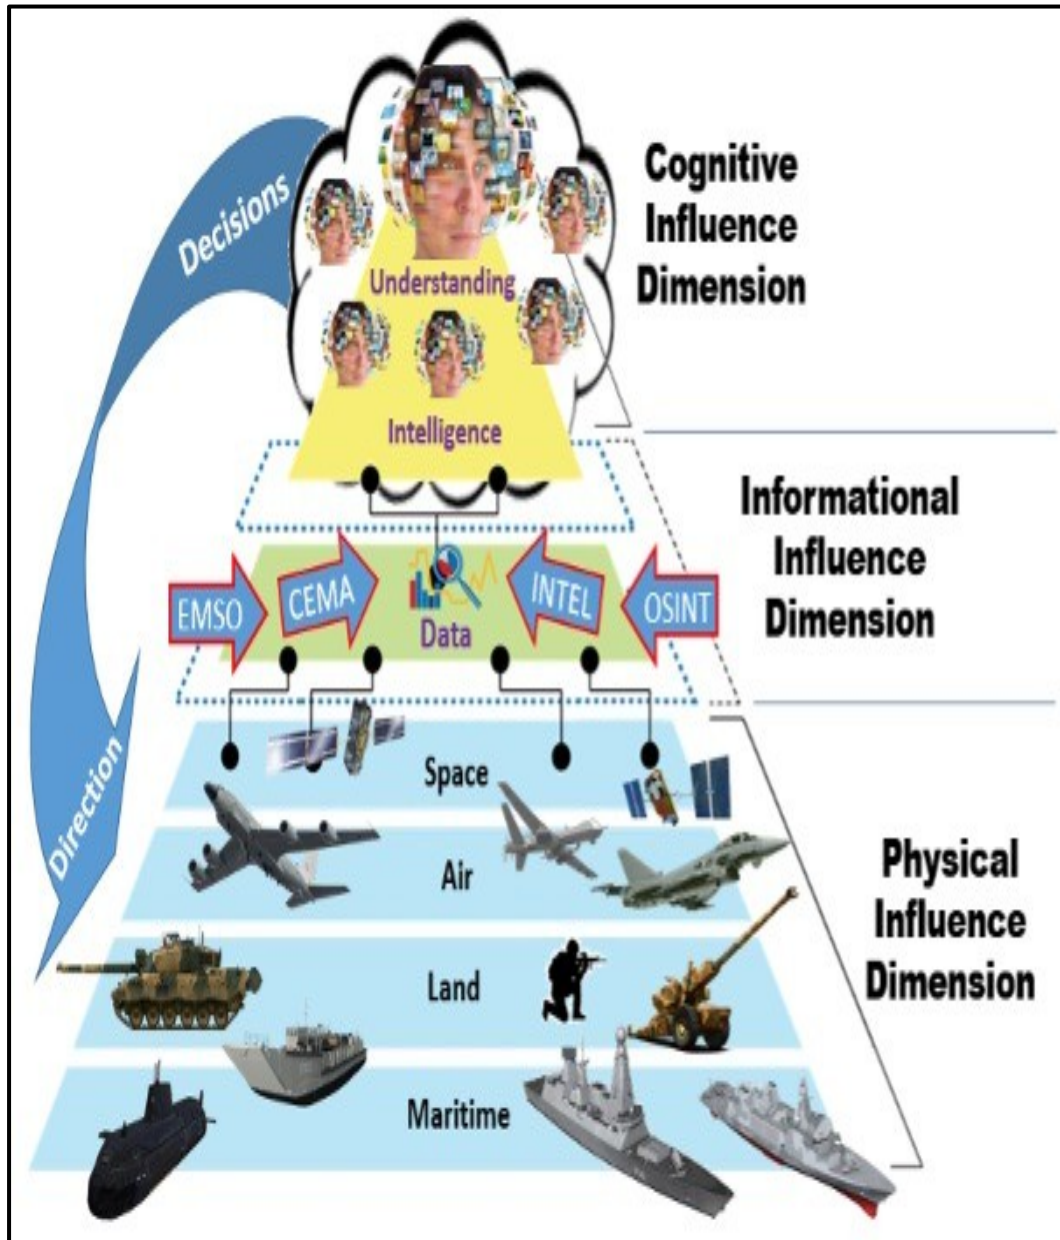 Cognitive
Influence
Dimension
Decisions
Understanding
Intelligence
Informational
Influence
Dimension
EMSO
CEMA
INTEL
OSINT
Data
Space
Direction
Air
Physical
Influence
Dimension
Land
Maritime